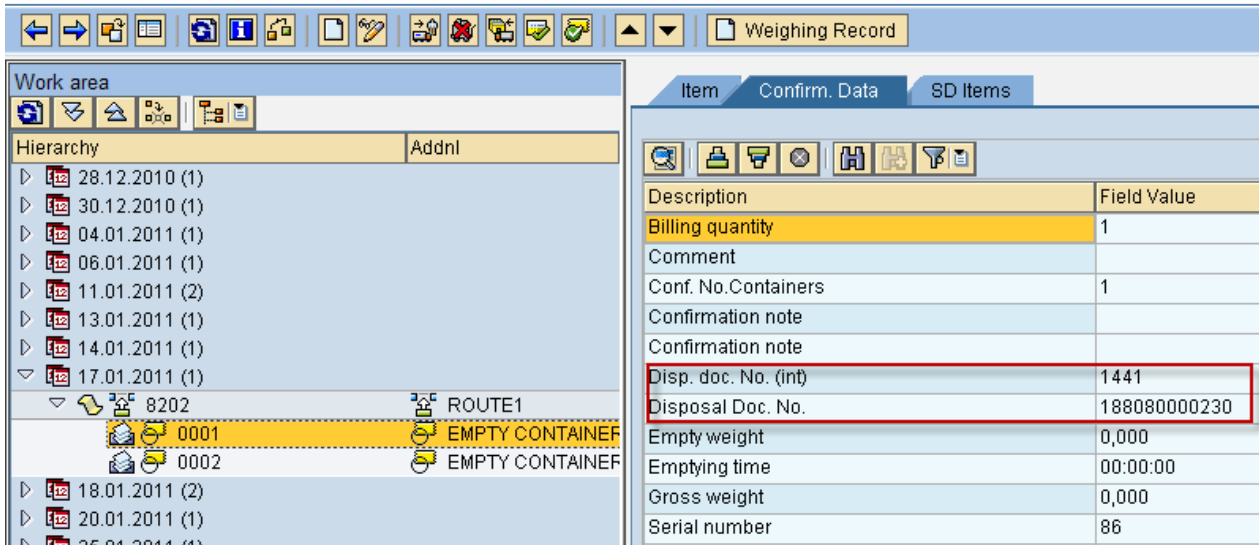 Weighing Record
Work area
Hierarchy Addnl
28.12.2010 (1)
30.12.2010 (1)
04.01.2011 (1)
06.01.2011 (1)
11.01.2011 (2)
13.01.2011 (1)
14.01.2011 (1)
17.01.2011 (1)
8202 ROUTE1
0001 EMPTY CONTAINER
0002 EMPTY CONTAINER
18.01.2011 (2)
20.01.2011 (1)
Item Confirm. Data SD Items
Description Field Value
Billing quantity 1
Comment
Conf. No.Containers 1
Confirmation note
Confirmation note
Disp. doc. No. (int) 1441
Disposal Doc. No. 188080000230
Empty weight 0,000
Emptying time 00:00:00
Gross weight 0,000
Serial number 86